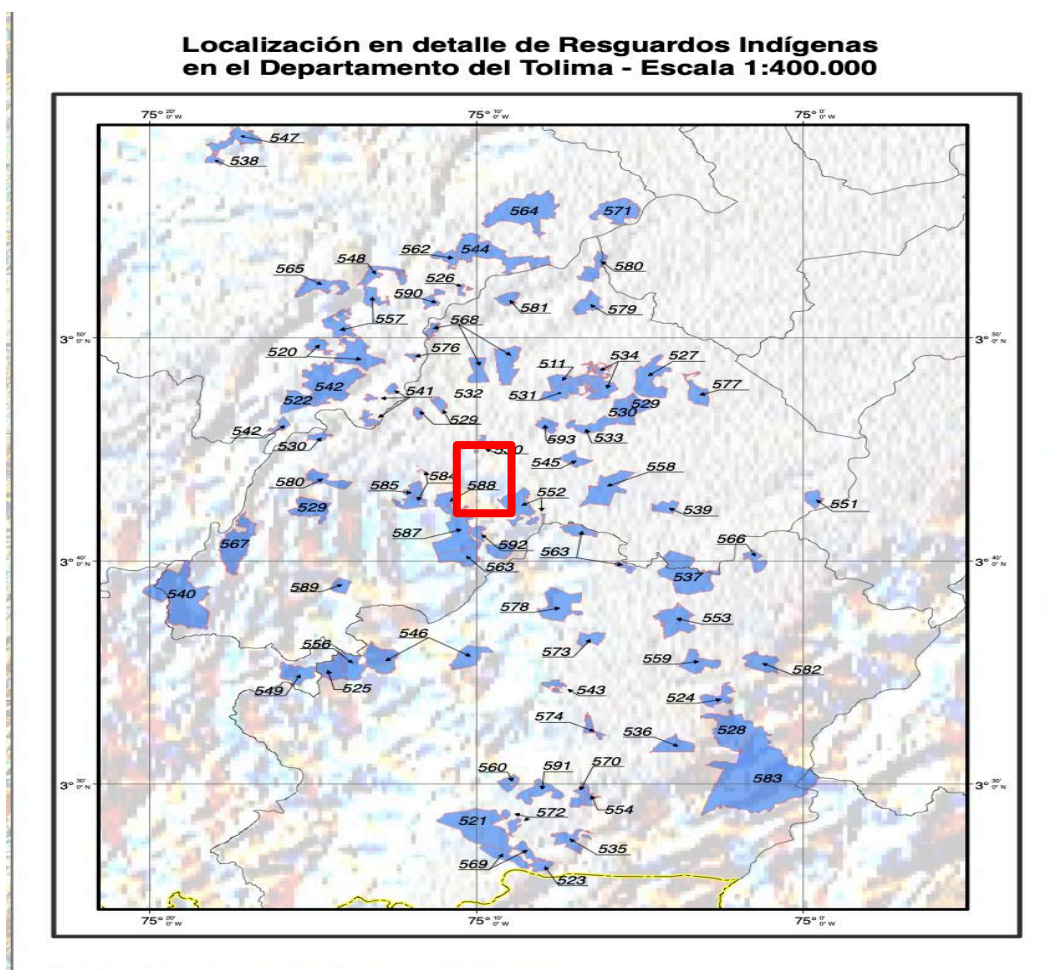 Localización en detalle de Resguardos Indígenas
en el Departamento del Tolima - Escala 1:400.000
75° 20' 0" W 75° 10' 0" W 75° 0' 0" W
547
538
564 571
562 544
548
580
565 526
590 581 579
557 568
3° 50' 0" N 3° 50' 0" N
520 576 511 534 527
542 541 532 531 577
522 529 530 529
542 593 533
530 530
545 558
580 584
585 588 552
529 539 551
587 592 563 566
567 563
3° 40' 0" N 3° 40' 0" N
589 537
540 578 553
546
556 573
559 582
549 525 543 524
574 536 528
560 591 570 583
3° 30' 0" N 3° 30' 0" N
572 554
521
535
569 523
75° 20' 0" W 75° 10' 0" W 75° 0' 0" W